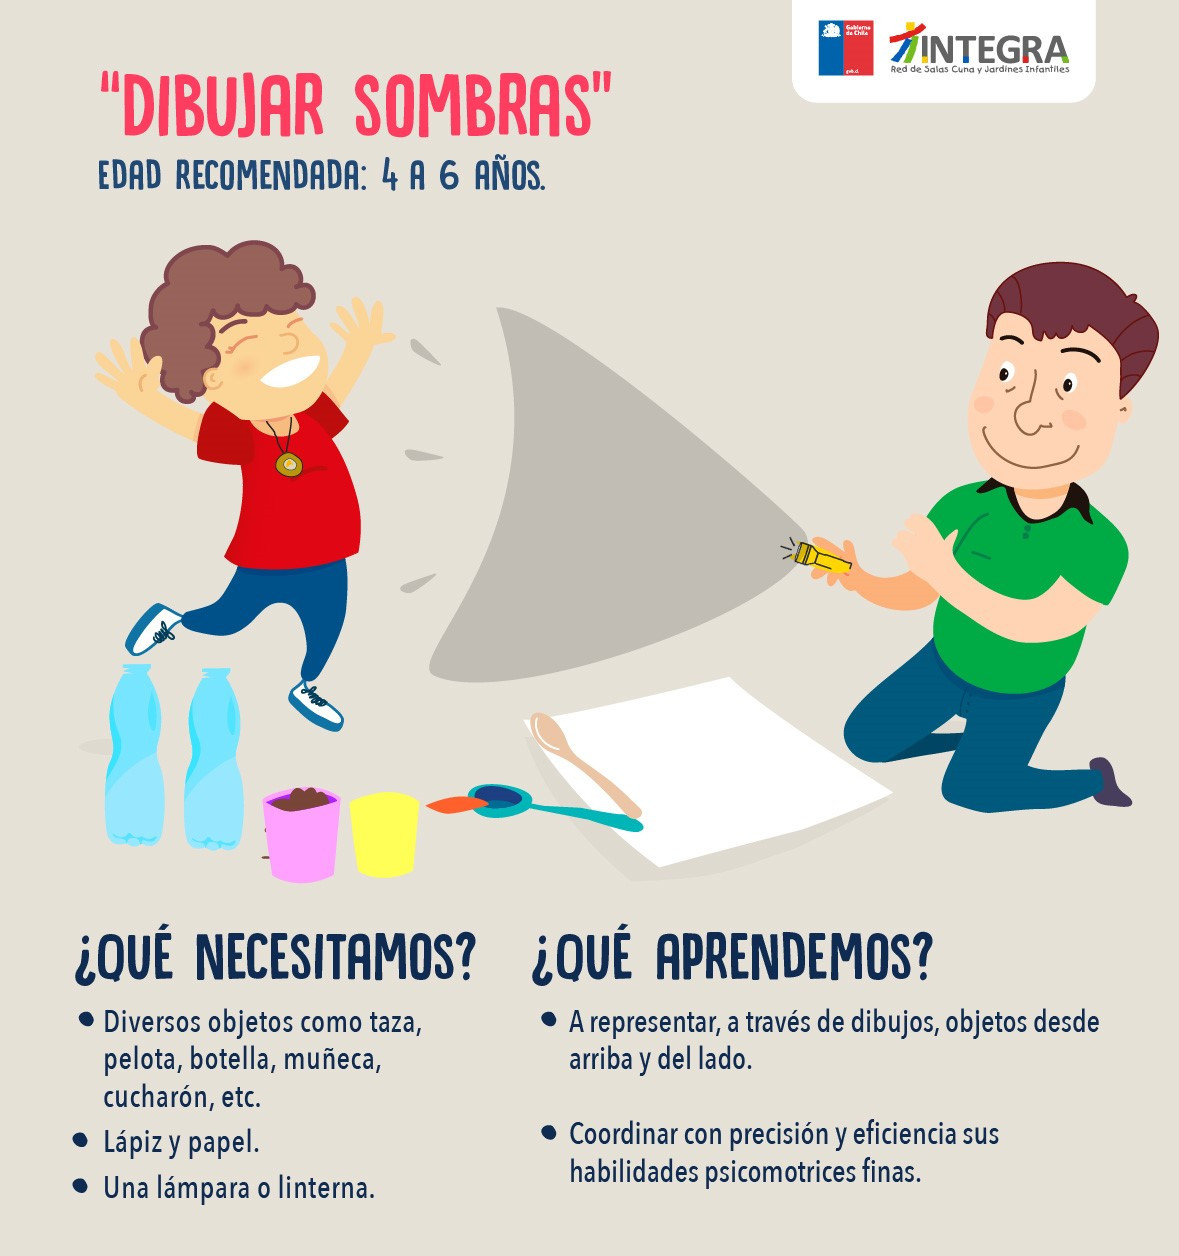 Gobierno
de Chile
gob.cl
INTEGRA
Red de Salas Cuna y Jardines Infantiles
“DIBUJAR SOMBRAS”
EDAD RECOMENDADA: 4 A 6 AÑOS.
¿QUÉ NECESITAMOS?
Diversos objetos como taza,
pelota, botella, muñeca,
cucharón, etc.
Lápiz y papel.
Una lámpara o linterna.
¿QUÉ APRENDEMOS?
A representar, a través de dibujos, objetos desde
arriba y del lado.
Coordinar con precisión y eficiencia sus
habilidades psicomotrices finas.